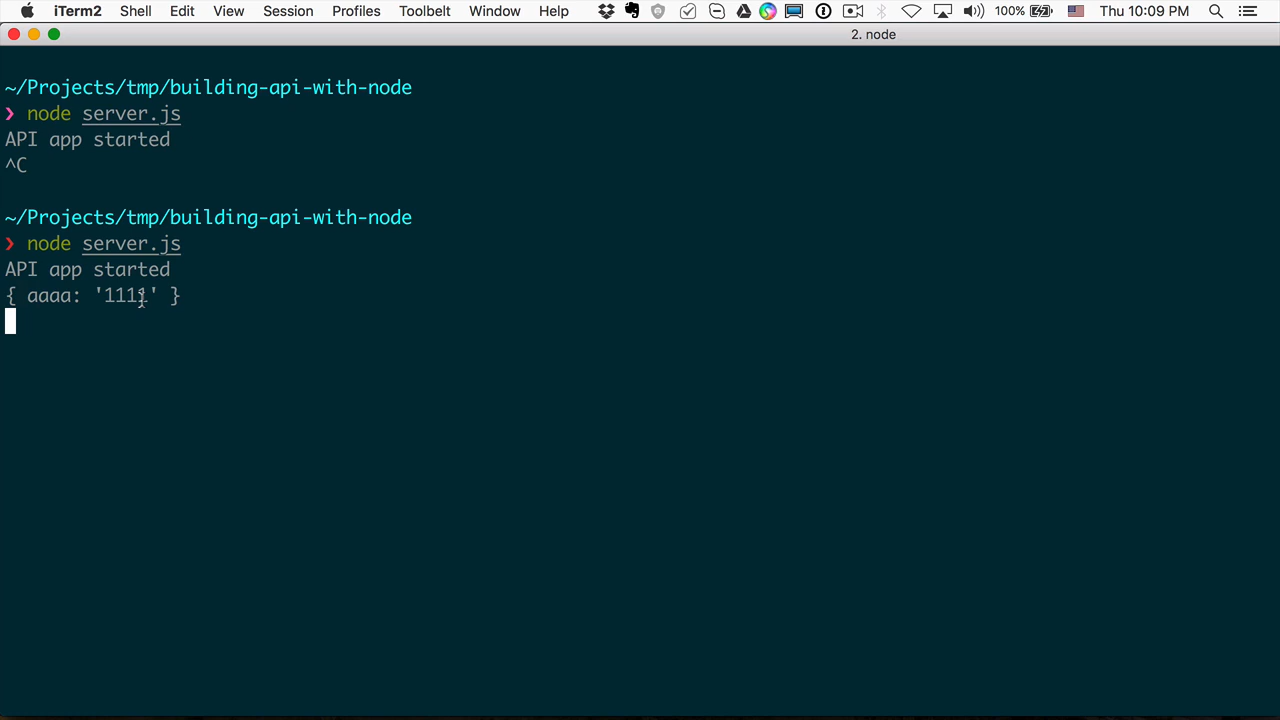 iTerm2 Shell Edit View Session Profiles Toolbelt Window Help 100% Thu 10:09 PM
2. node
~/Projects/tmp/building-api-with-node
❯ node server.js
API app started
^C
~/Projects/tmp/building-api-with-node
❯ node server.js
API app started
{ aaaa: '1111' }